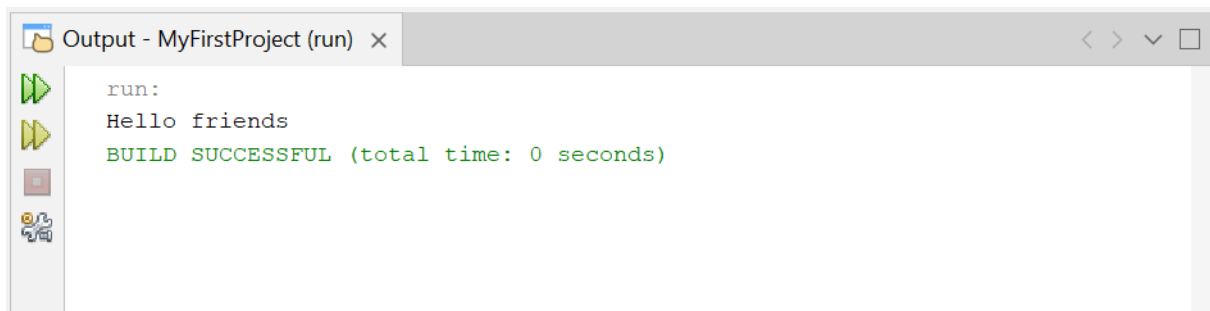 Output - MyFirstProject (run)
run:
Hello friends
BUILD SUCCESSFUL (total time: 0 seconds)